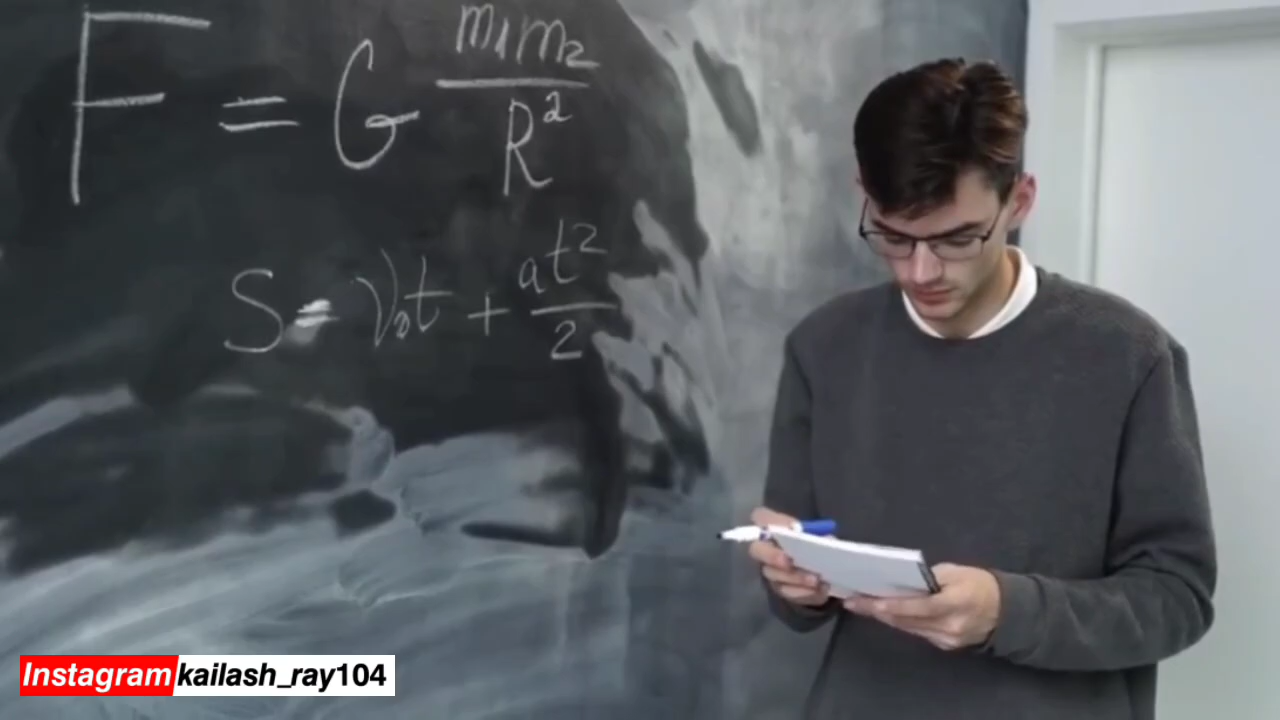 F = G m₁m₂/R²
S = V₀t + at²/2
Instagram kailash_ray104